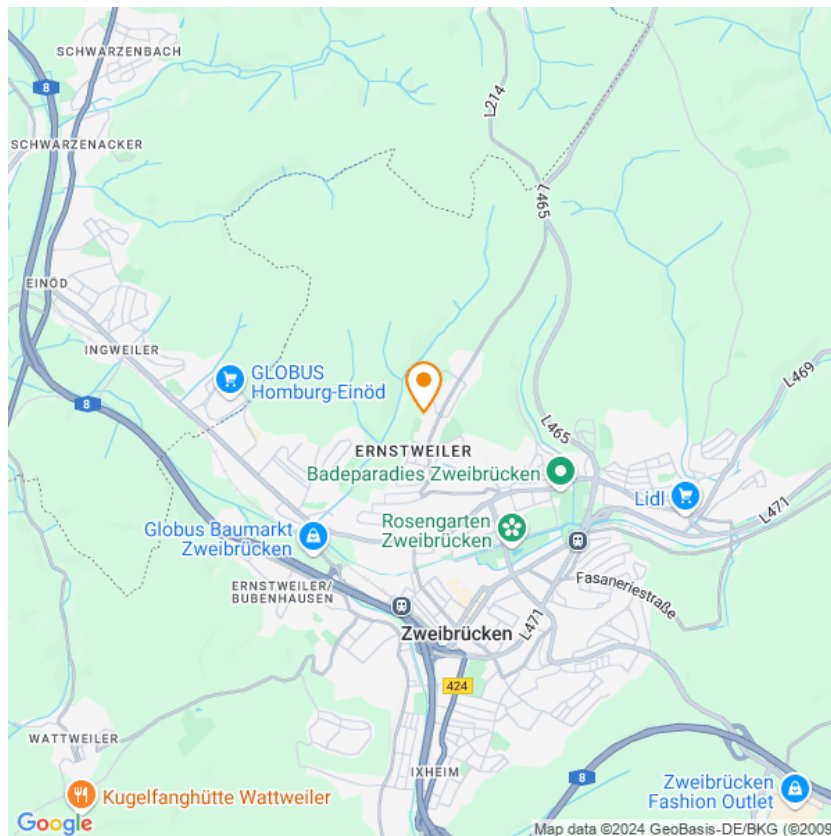 SCHWARZENBACH
8
L214
SCHWARZENACKER
L465
EINÖD
INGWEILER
GLOBUS
Homburg-Einöd
L469
8
L465
ERNSTWEILER
Badeparadies Zweibrücken
Lidl
L471
Rosengarten
Zweibrücken
Globus Baumarkt
Zweibrücken
Fasaneriestraße
ERNSTWEILER/
BUBENHAUSEN
Zweibrücken
L471
424
WATTWEILER
IXHEIM
8
Zweibrücken
Fashion Outlet
Kugelfanghütte Wattweiler
Google
Map data ©2024 GeoBasis-DE/BKG (©2009